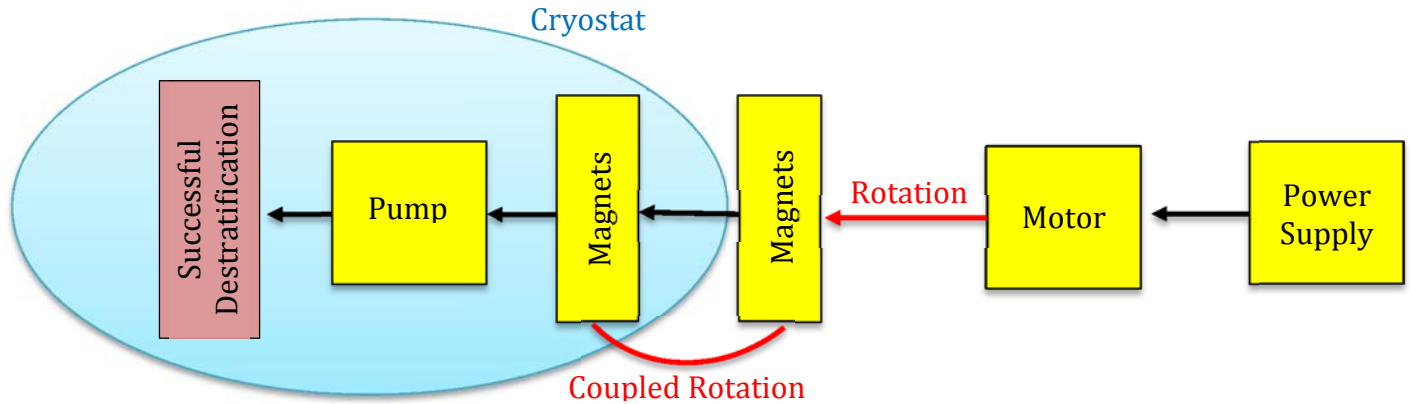 Cryostat
Successful
Destratification
Pump
Magnets
Magnets
Rotation
Motor
Power
Supply
Coupled Rotation